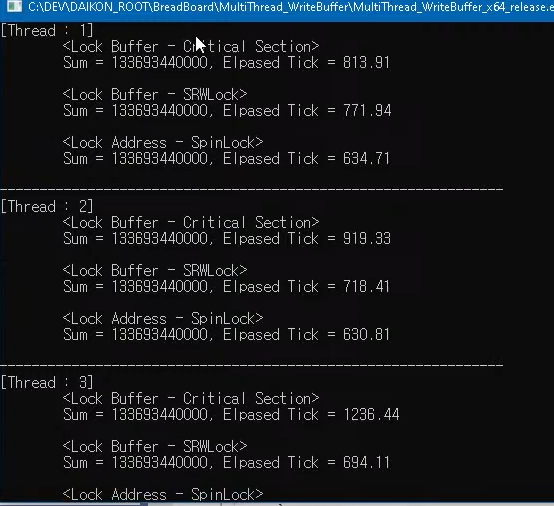 C:\DEV\DAIKON_ROOT\BreadBoard\MultiThread_WriteBuffer\MultiThread_WriteBuffer_x64_release.e
[Thread : 1]
<Lock Buffer - Critical Section>
Sum = 133693440000, Elpased Tick = 813.91
<Lock Buffer - SRWLock>
Sum = 133693440000, Elpased Tick = 771.94
<Lock Address - SpinLock>
Sum = 133693440000, Elpased Tick = 634.71
----------------------------------------------------------------
[Thread : 2]
<Lock Buffer - Critical Section>
Sum = 133693440000, Elpased Tick = 919.33
<Lock Buffer - SRWLock>
Sum = 133693440000, Elpased Tick = 718.41
<Lock Address - SpinLock>
Sum = 133693440000, Elpased Tick = 630.81
----------------------------------------------------------------
[Thread : 3]
<Lock Buffer - Critical Section>
Sum = 133693440000, Elpased Tick = 1236.44
<Lock Buffer - SRWLock>
Sum = 133693440000, Elpased Tick = 694.11
<Lock Address - SpinLock>